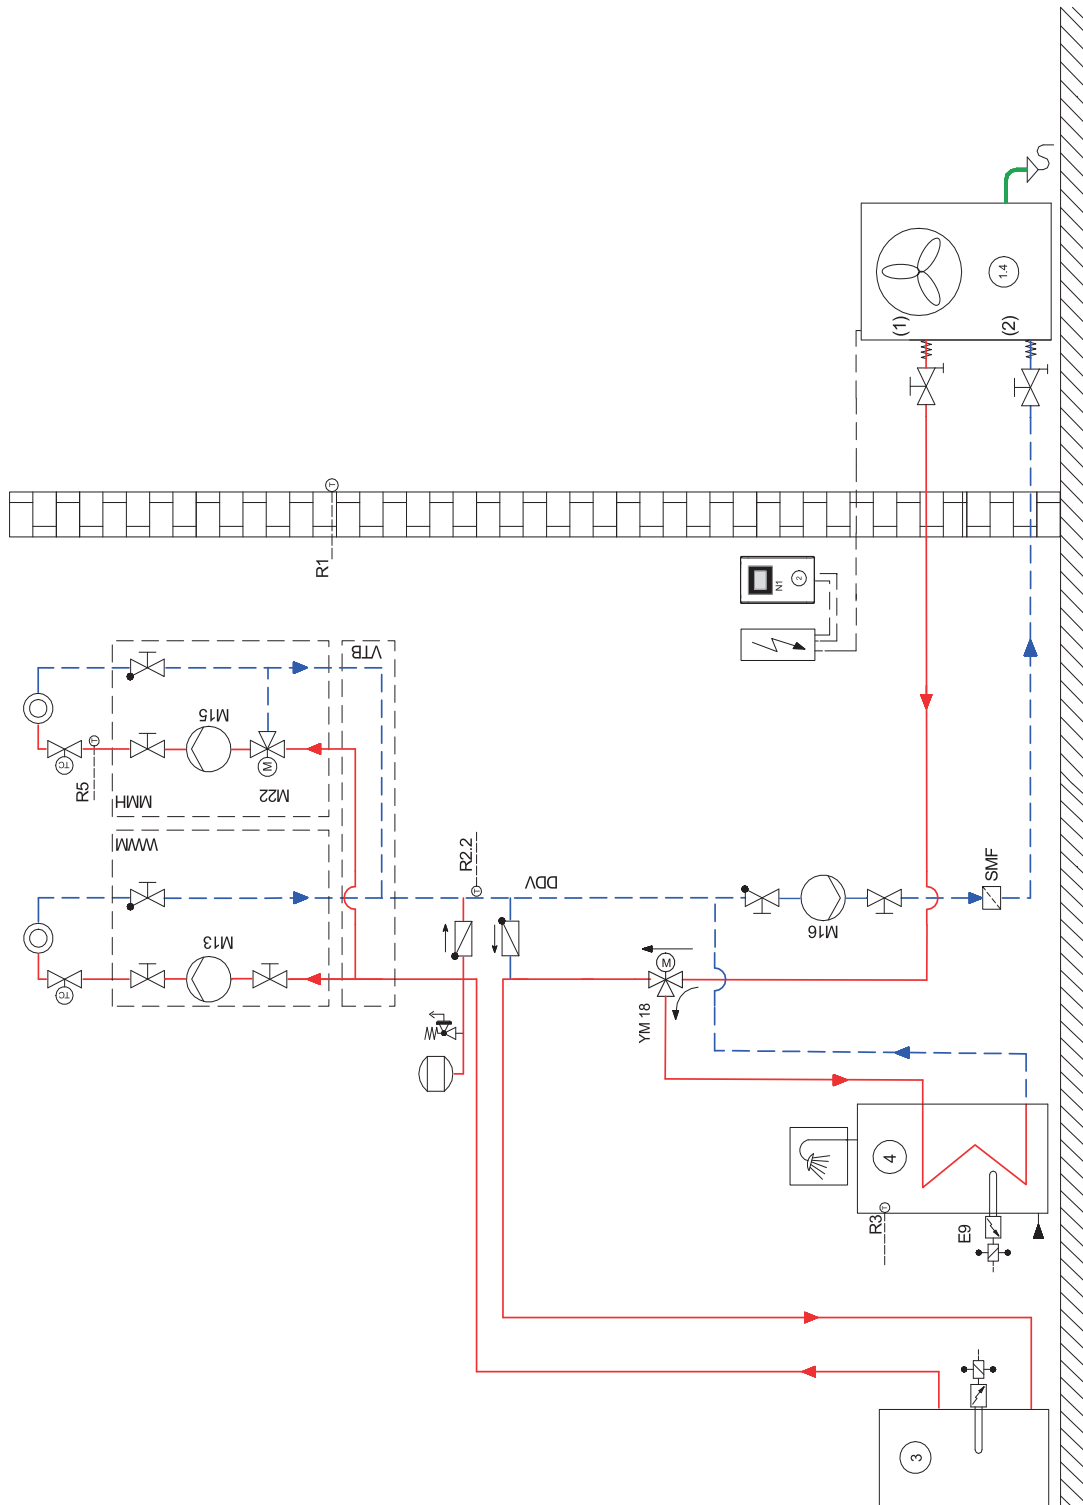 (1)
(2)
1.4
T
R1
N1
2
VTB
M15
M
M22
MMH
TC
T
R5
WWM
M13
TC
R2.2
T
DDV
M16
SMF
M
YM 18
4
R3
T
E9
3